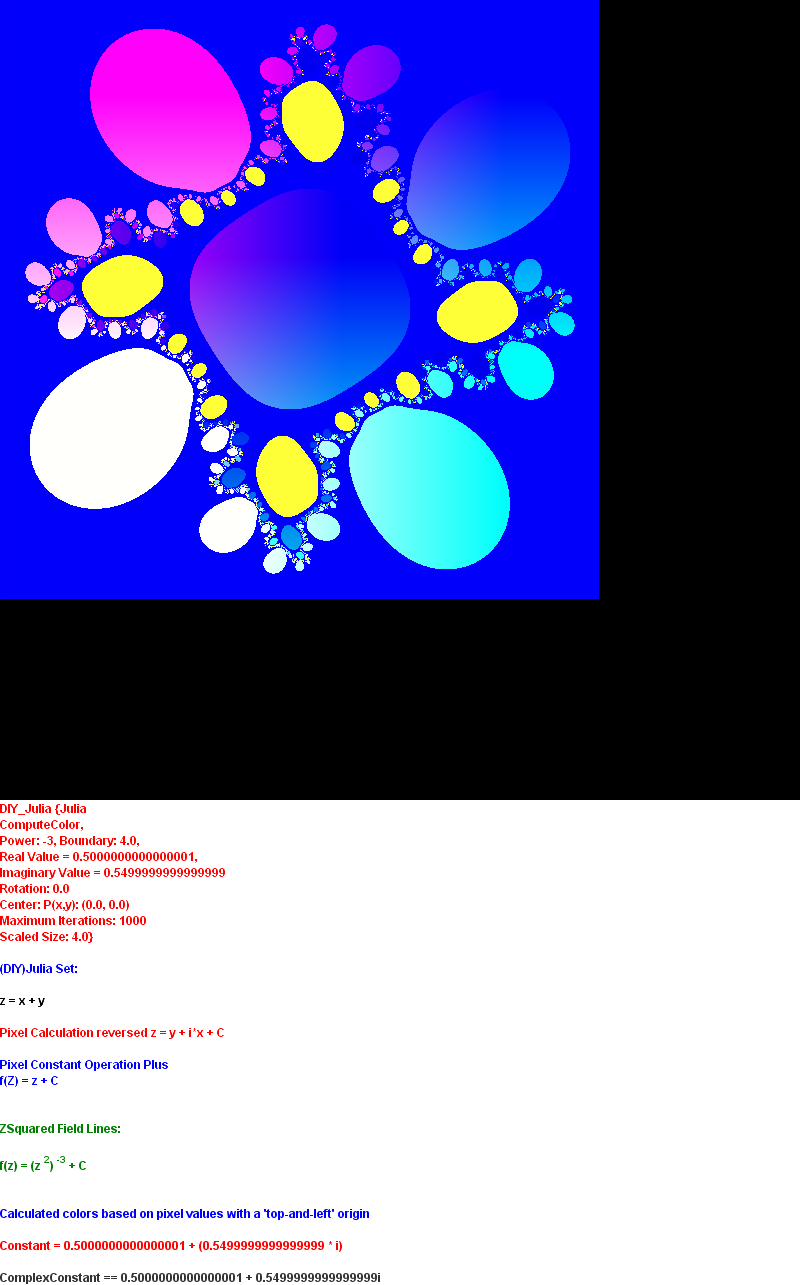 DIY_Julia {Julia
ComputeColor,
Power: -3, Boundary: 4.0,
Real Value = 0.5000000000000001,
Imaginary Value = 0.5499999999999999
Rotation: 0.0
Center: P(x,y): (0.0, 0.0)
Maximum Iterations: 1000
Scaled Size: 4.0}
(DIY)Julia Set:
z = x + y
Pixel Calculation reversed z = y + i*x + C
Pixel Constant Operation Plus
f(Z) = z + C
ZSquared Field Lines:
f(z) = (z 2) -3 + C
Calculated colors based on pixel values with a 'top-and-left' origin
Constant = 0.5000000000000001 + (0.5499999999999999 * i)
ComplexConstant == 0.5000000000000001 + 0.5499999999999999i